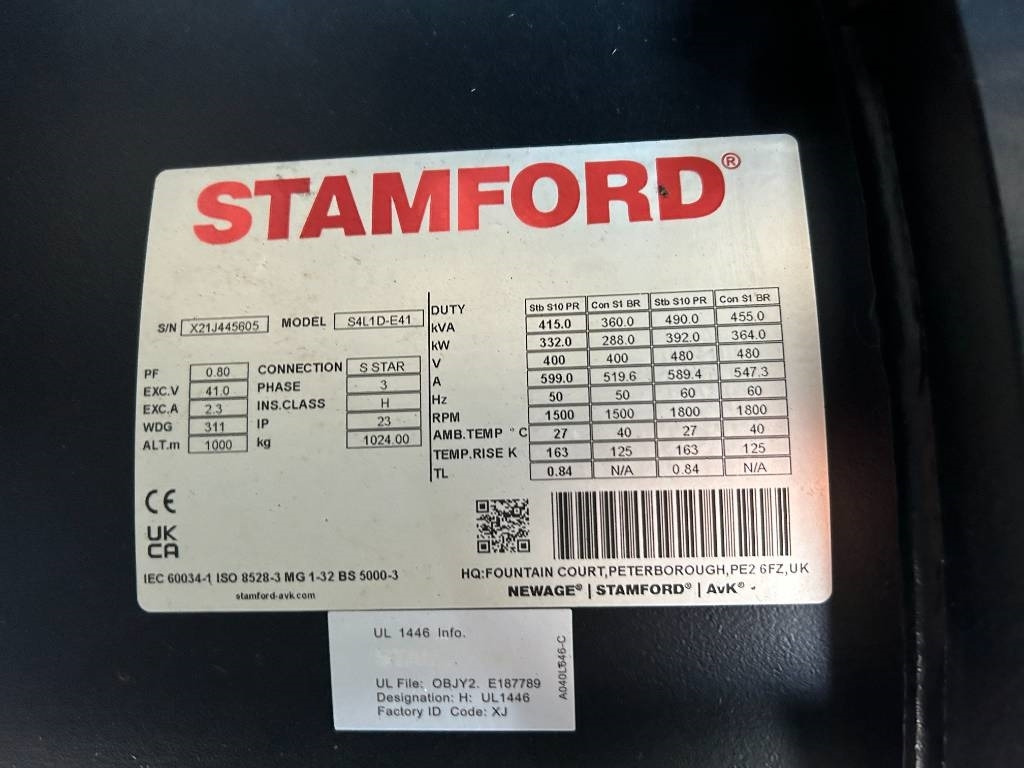 STAMFORD®
S/N X21J445605 MODEL S4L1D-E41
PF 0.80 CONNECTION S STAR
EXC.V 41.0 PHASE 3
EXC.A 2.3 INS.CLASS H
WDG 311 IP 23
ALT.m 1000 kg 1024.00
DUTY Stb S10 PR Con S1 BR Stb S10 PR Con S1 BR
kVA 415.0 360.0 490.0 455.0
kW 332.0 288.0 392.0 364.0
V 400 400 480 480
A 599.0 519.6 589.4 547.3
Hz 50 50 60 60
RPM 1500 1500 1800 1800
AMB.TEMP °C 27 40 27 40
TEMP.RISE K 163 125 163 125
TL 0.84 N/A 0.84 N/A
CE
UK
CA
IEC 60034-1 ISO 8528-3 MG 1-32 BS 5000-3
stamford-avk.com
HQ:FOUNTAIN COURT,PETERBOROUGH,PE2 6FZ,UK
NEWAGE® | STAMFORD® | AvK®
UL 1446 Info.
UL File: OBJY2. E187789
Designation: H: UL1446
Factory ID Code: XJ
A040L646-C